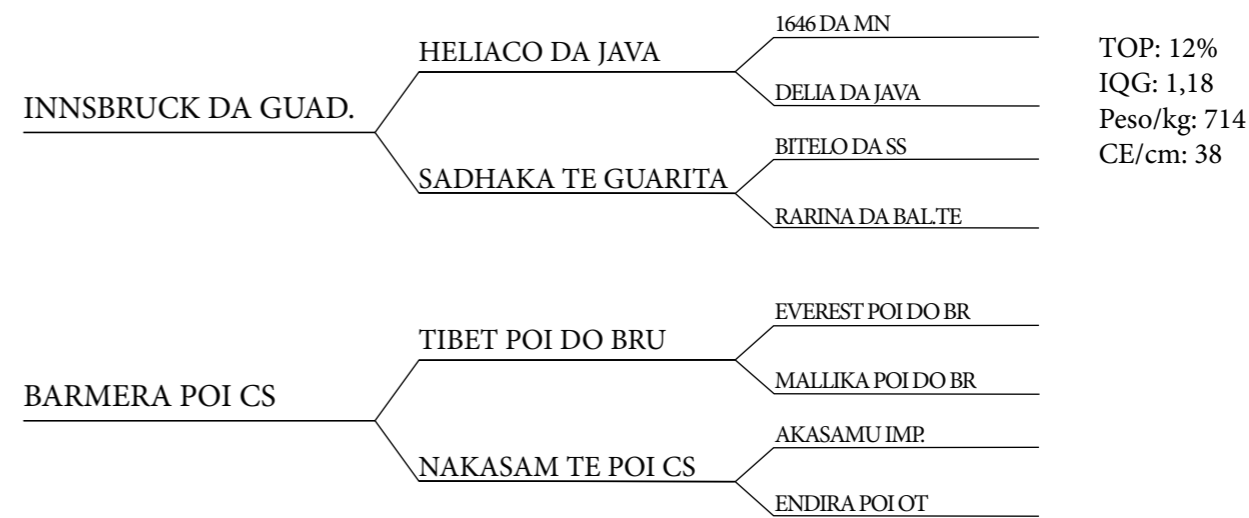 1646 DA MN
HELIACO DA JAVA
DELIA DA JAVA
INNSBRUCK DA GUAD.
BITELO DA SS
SADHAKA TE GUARITA
RARINA DA BAL.TE
TOP: 12%
IQG: 1,18
Peso/kg: 714
CE/cm: 38
EVEREST POI DO BR
TIBET POI DO BRU
MALLIKA POI DO BR
BARMERA POI CS
AKASAMU IMP.
NAKASAM TE POI CS
ENDIRA POI OT